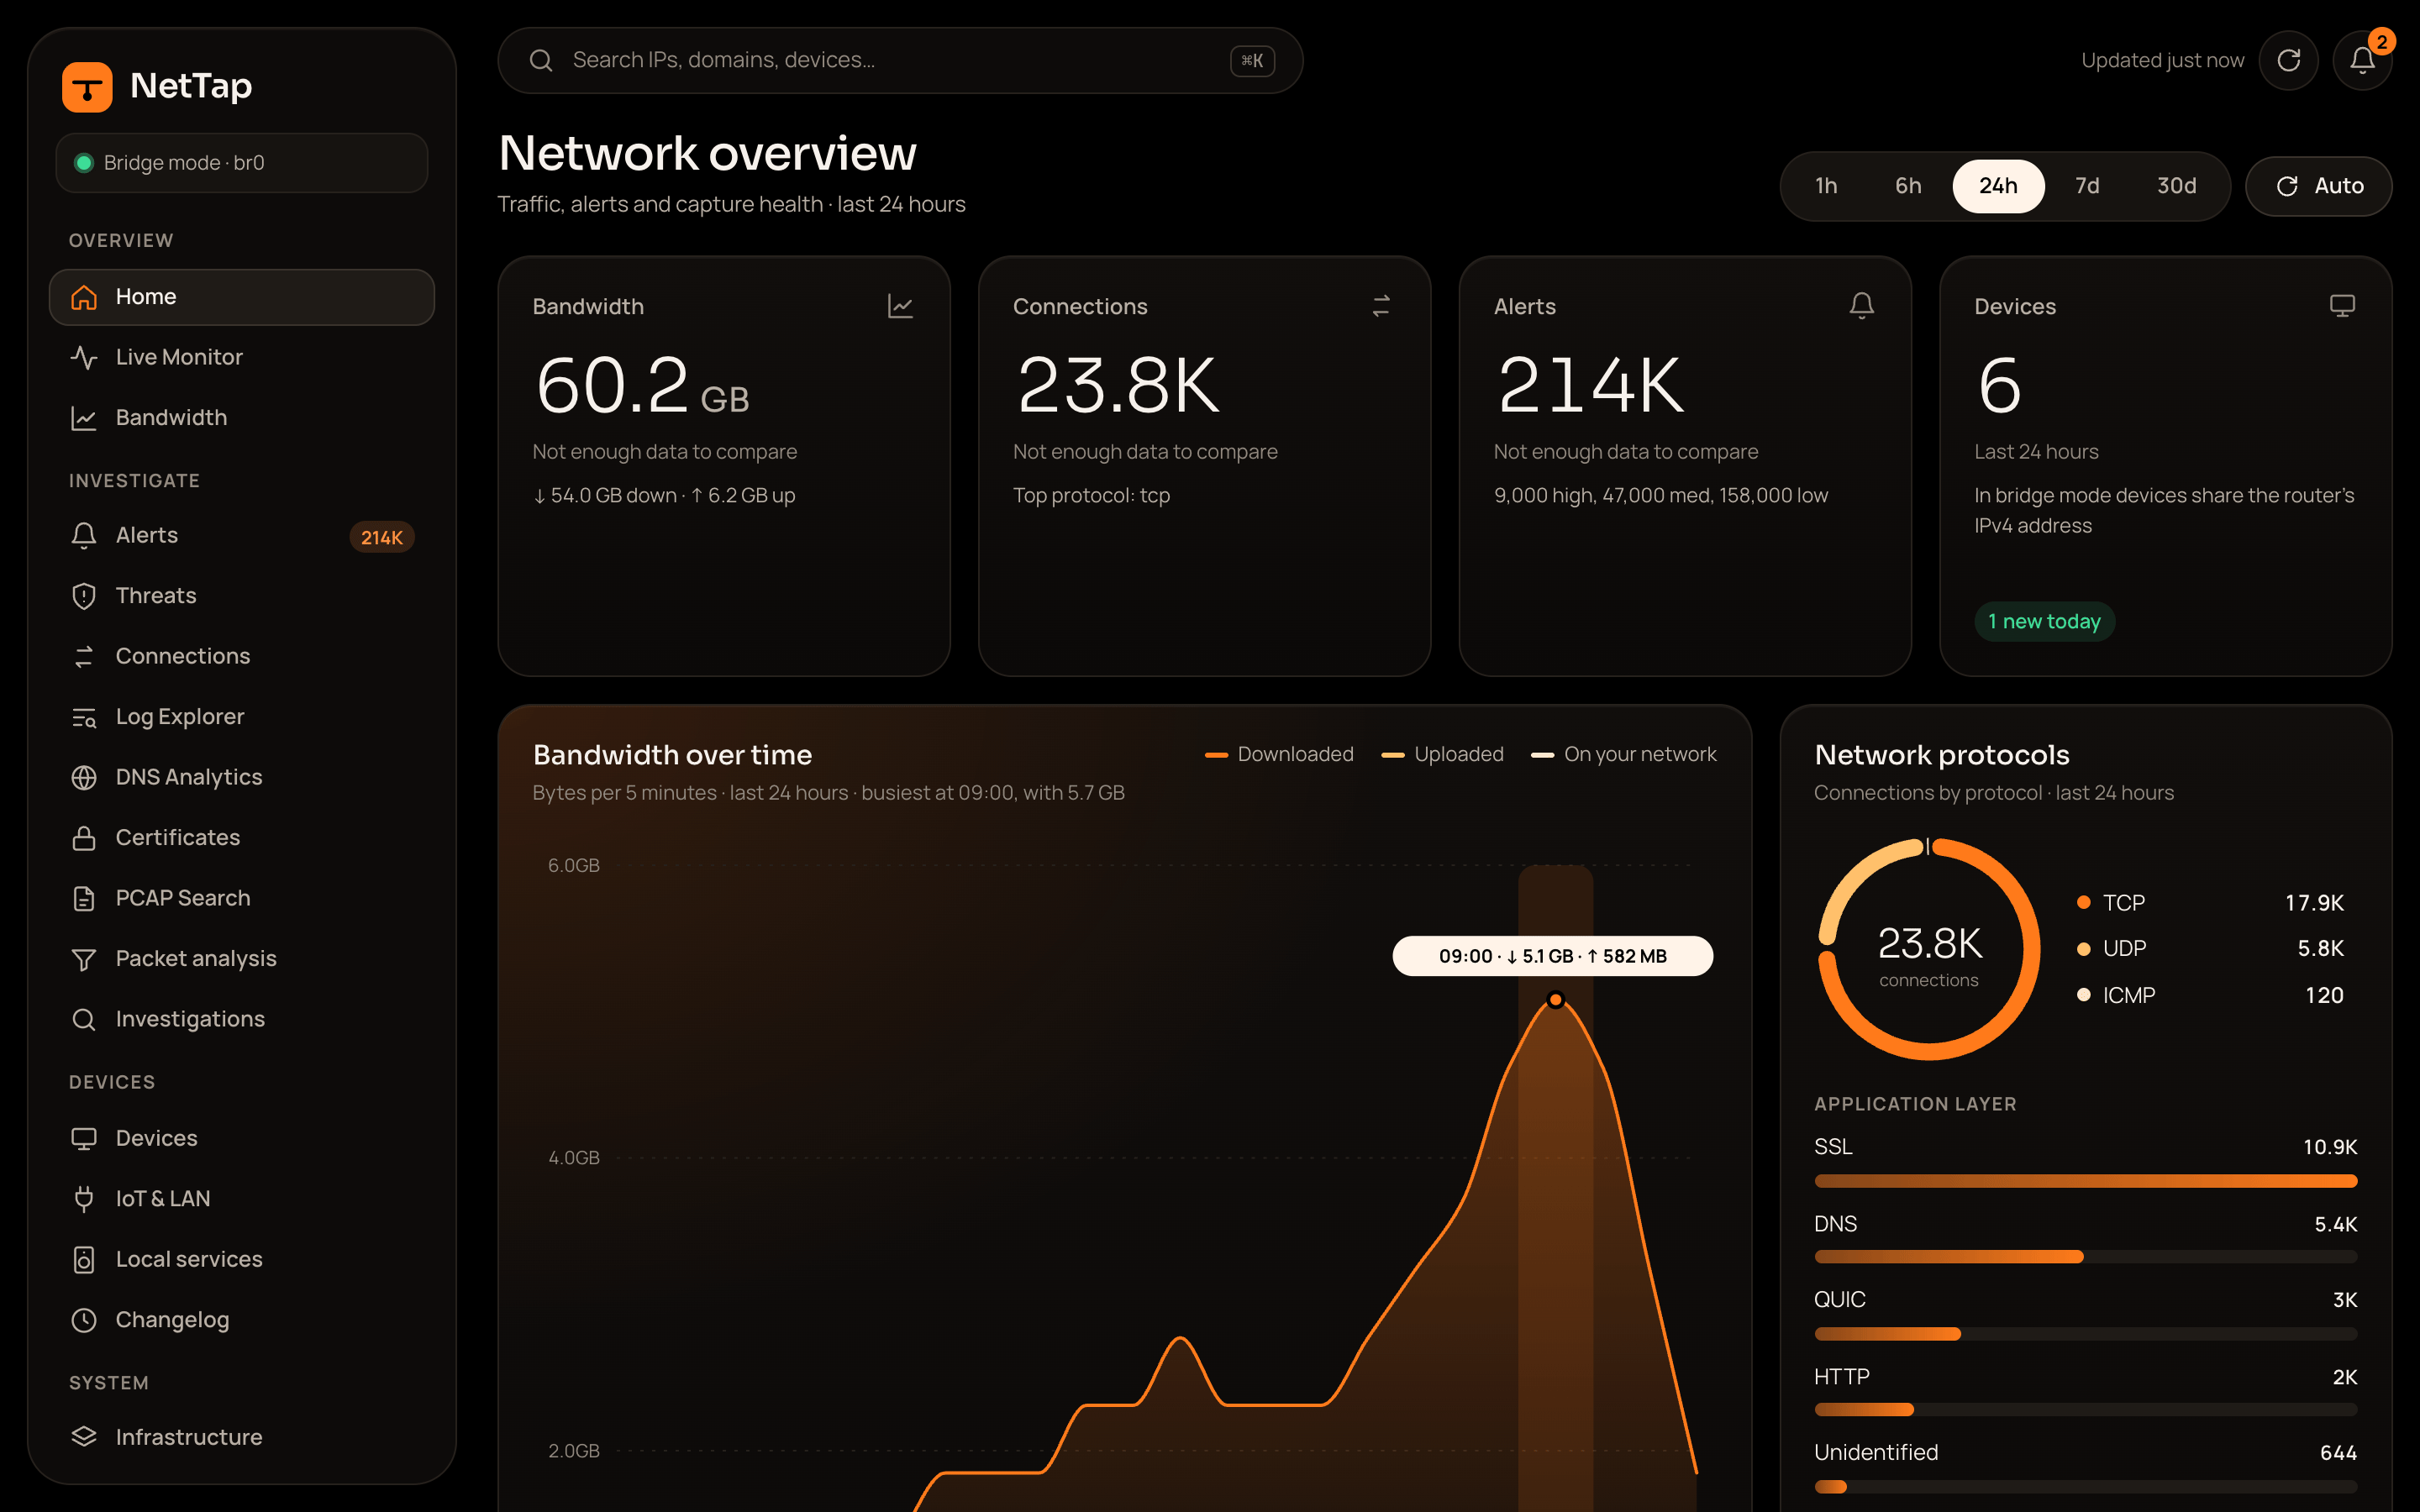 NetTap
Bridge mode · br0
OVERVIEW
Home
Live Monitor
Bandwidth
INVESTIGATE
Alerts 214K
Threats
Connections
Log Explorer
DNS Analytics
Certificates
PCAP Search
Packet analysis
Investigations
DEVICES
Devices
IoT & LAN
Local services
Changelog
SYSTEM
Infrastructure
Search IPs, domains, devices... ⌘K
Updated just now
2
Network overview
Traffic, alerts and capture health · last 24 hours
1h 6h 24h 7d 30d Auto
Bandwidth
60.2 GB
Not enough data to compare
↓ 54.0 GB down · ↑ 6.2 GB up
Connections
23.8K
Not enough data to compare
Top protocol: tcp
Alerts
214K
Not enough data to compare
9,000 high, 47,000 med, 158,000 low
Devices
6
Last 24 hours
In bridge mode devices share the router's
IPv4 address
1 new today
Bandwidth over time
Downloaded Uploaded On your network
Bytes per 5 minutes · last 24 hours · busiest at 09:00, with 5.7 GB
6.0GB
09:00 · ↓ 5.1 GB · ↑ 582 MB
4.0GB
2.0GB
Network protocols
Connections by protocol · last 24 hours
23.8K
connections
TCP 17.9K
UDP 5.8K
ICMP 120
APPLICATION LAYER
SSL 10.9K
DNS 5.4K
QUIC 3K
HTTP 2K
Unidentified 644